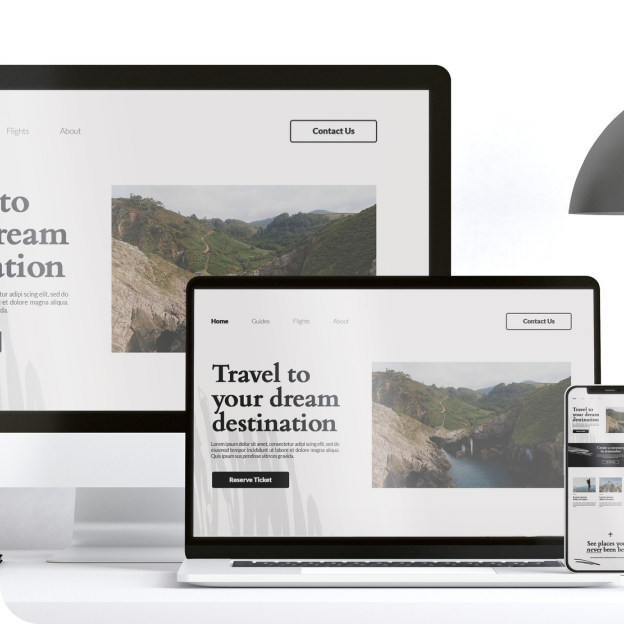 Flights About Contact Us
to
ream
ation
tur adipi scing elit, sed do
et dolore magna aliqua.
da.
Home Guides Flights About Contact Us
Travel to
your dream
destination
Lorem ipsum dolor sit amet, consectetur adipi scing elit, sed do
eiusmod tempor incididunt ut labore et dolore magna aliqua.
Quis ipsum sus pendisse ultrices gravida.
Reserve Ticket
Travel to
your dream
destination
See places you
never been be